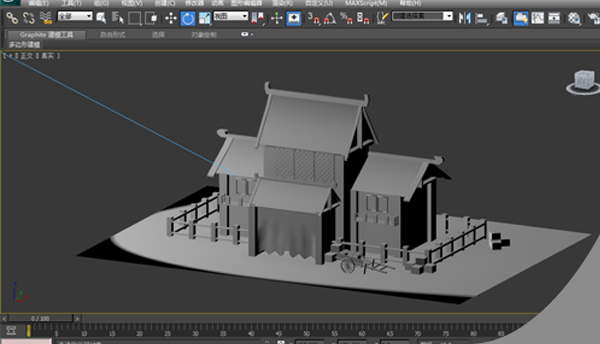 编辑(E) 工具(T) 组(G) 视图(V) 创建(C) 修改器 动画 图形编辑器 渲染(R) 自定义(U) MAXScript(M) 帮助(H)
全部 视图
Graphite 建模工具 自由形式 选择 对象绘制
多边形建模
[ + ][ 正交 ][ 真实 ]
0 / 100
0 5 10 15 20 25 30 35 40 45 50 55 60 65 70 75 80 85